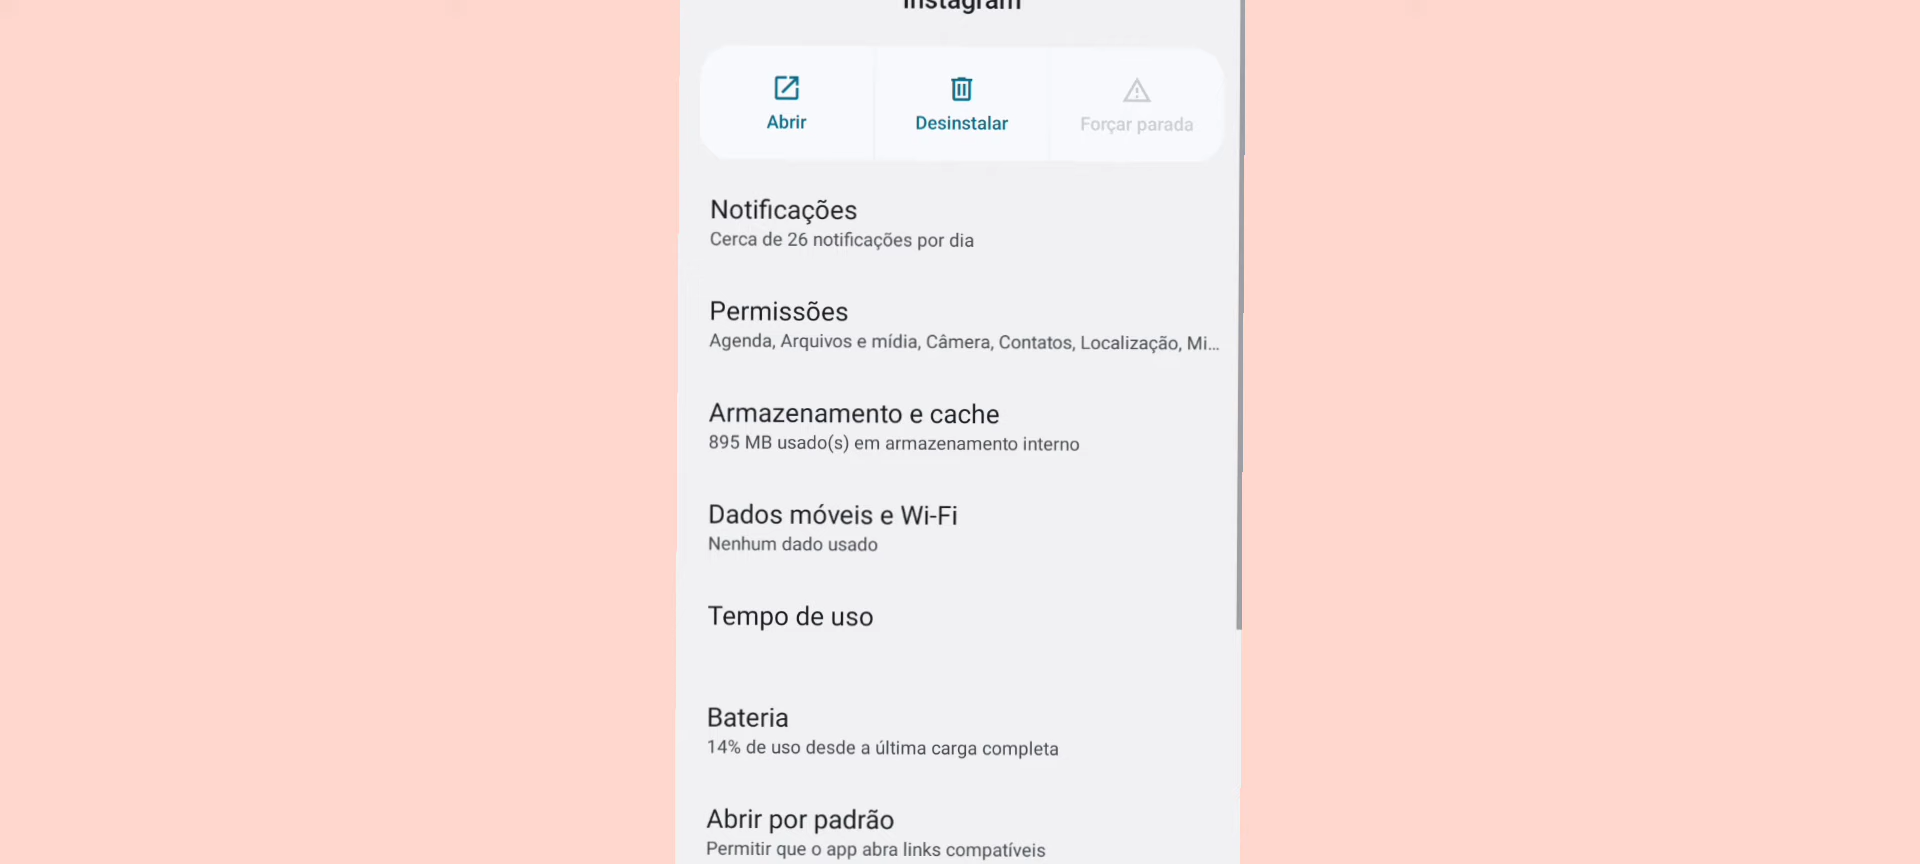 Instagram
Abrir
Desinstalar
Forçar parada
Notificações
Cerca de 26 notificações por dia
Permissões
Agenda, Arquivos e mídia, Câmera, Contatos, Localização, Mi...
Armazenamento e cache
895 MB usado(s) em armazenamento interno
Dados móveis e Wi-Fi
Nenhum dado usado
Tempo de uso
Bateria
14% de uso desde a última carga completa
Abrir por padrão
Permitir que o app abra links compatíveis